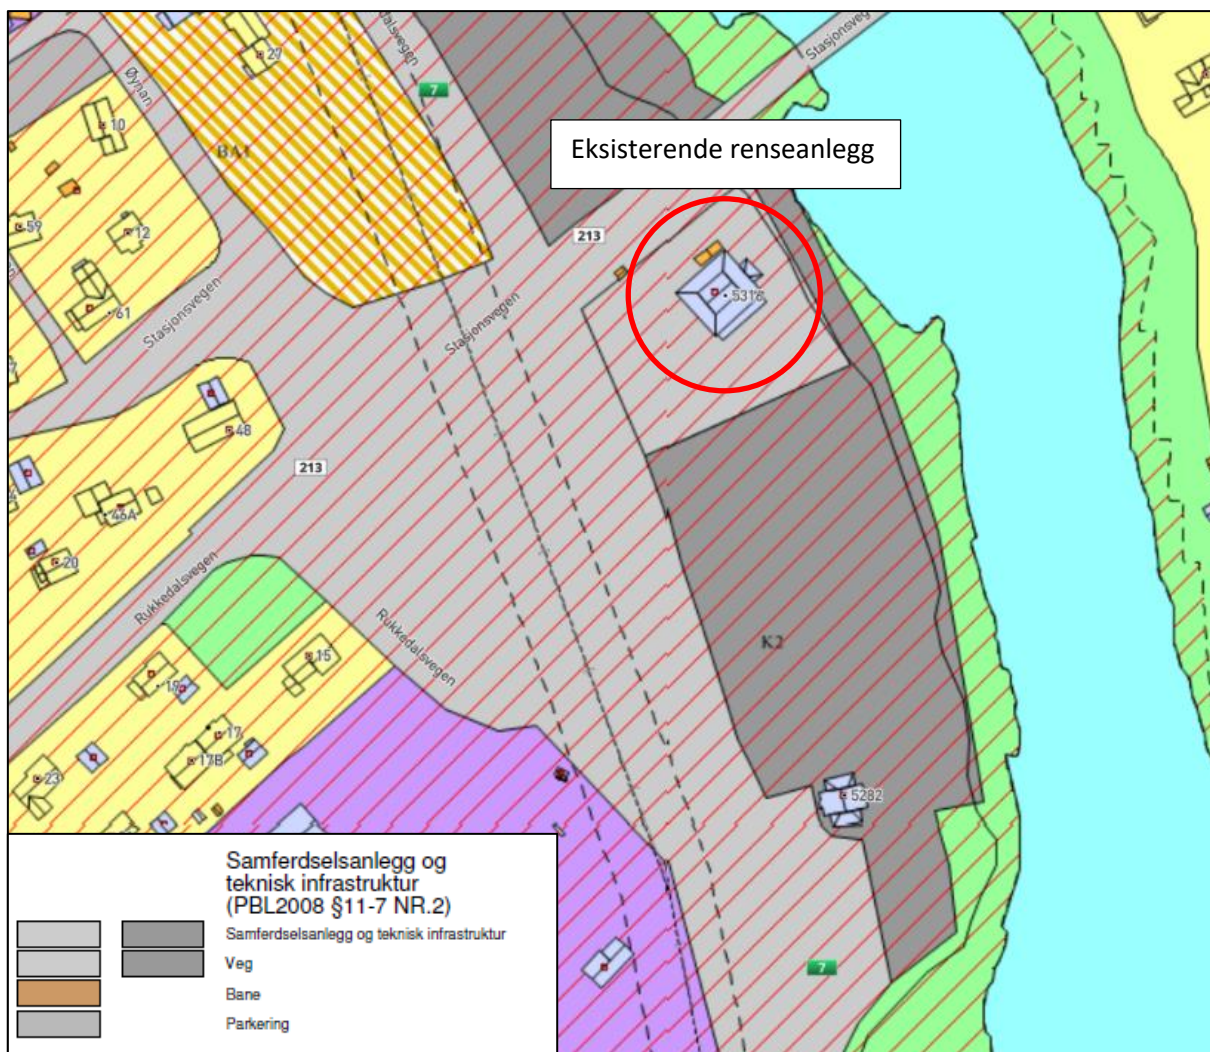 27
dalsvegen
Stasjonsveg
7
Øynan
10
BA1
Eksisterende renseanlegg
59
12
213
5316
61
Stasjonsvegen
Stasjonsvegen
48
213
46A
20
Rukkedalsvegen
Rukkedalsvegen
15
K2
19
17
17B
23
5282
7
Samferdselsanlegg og
teknisk infrastruktur
(PBL2008 §11-7 NR.2)
Samferdselsanlegg og teknisk infrastruktur
Veg
Bane
Parkering